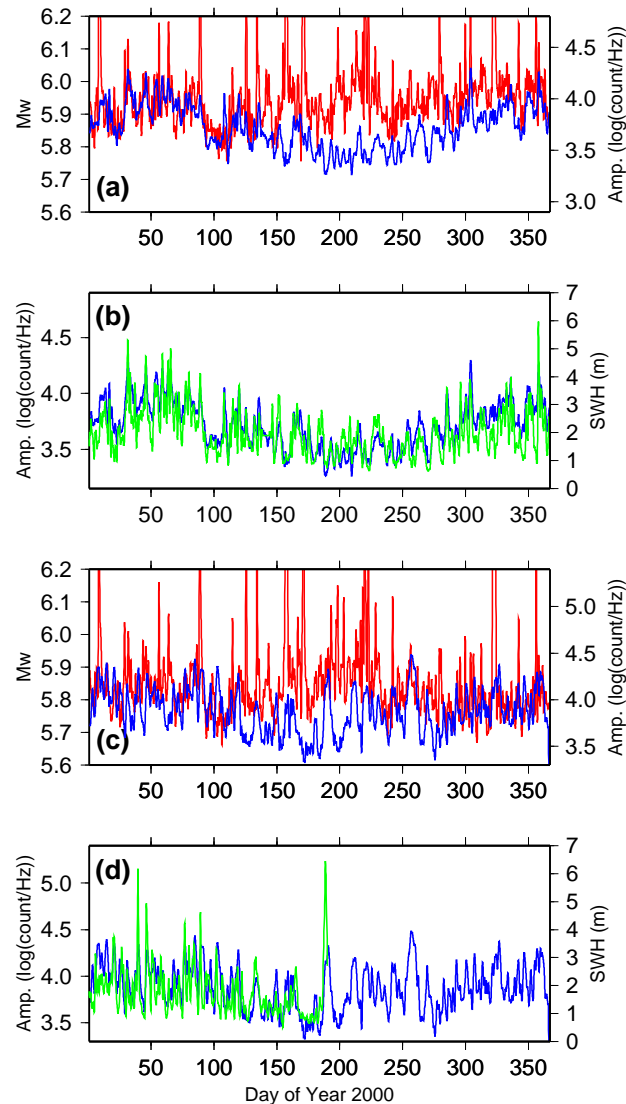 6.2
6.1
6.0
5.9
5.8
5.7
5.6
Mw
(a)
4.5
4.0
3.5
3.0
Amp. (log(count/Hz))
50 100 150 200 250 300 350
(b)
4.5
4.0
3.5
Amp. (log(count/Hz))
7
6
5
4
3
2
1
0
SWH (m)
50 100 150 200 250 300 350
6.2
6.1
6.0
5.9
5.8
5.7
5.6
Mw
(c)
5.0
4.5
4.0
3.5
Amp. (log(count/Hz))
50 100 150 200 250 300 350
(d)
5.0
4.5
4.0
3.5
Amp. (log(count/Hz))
7
6
5
4
3
2
1
0
SWH (m)
50 100 150 200 250 300 350
Day of Year 2000